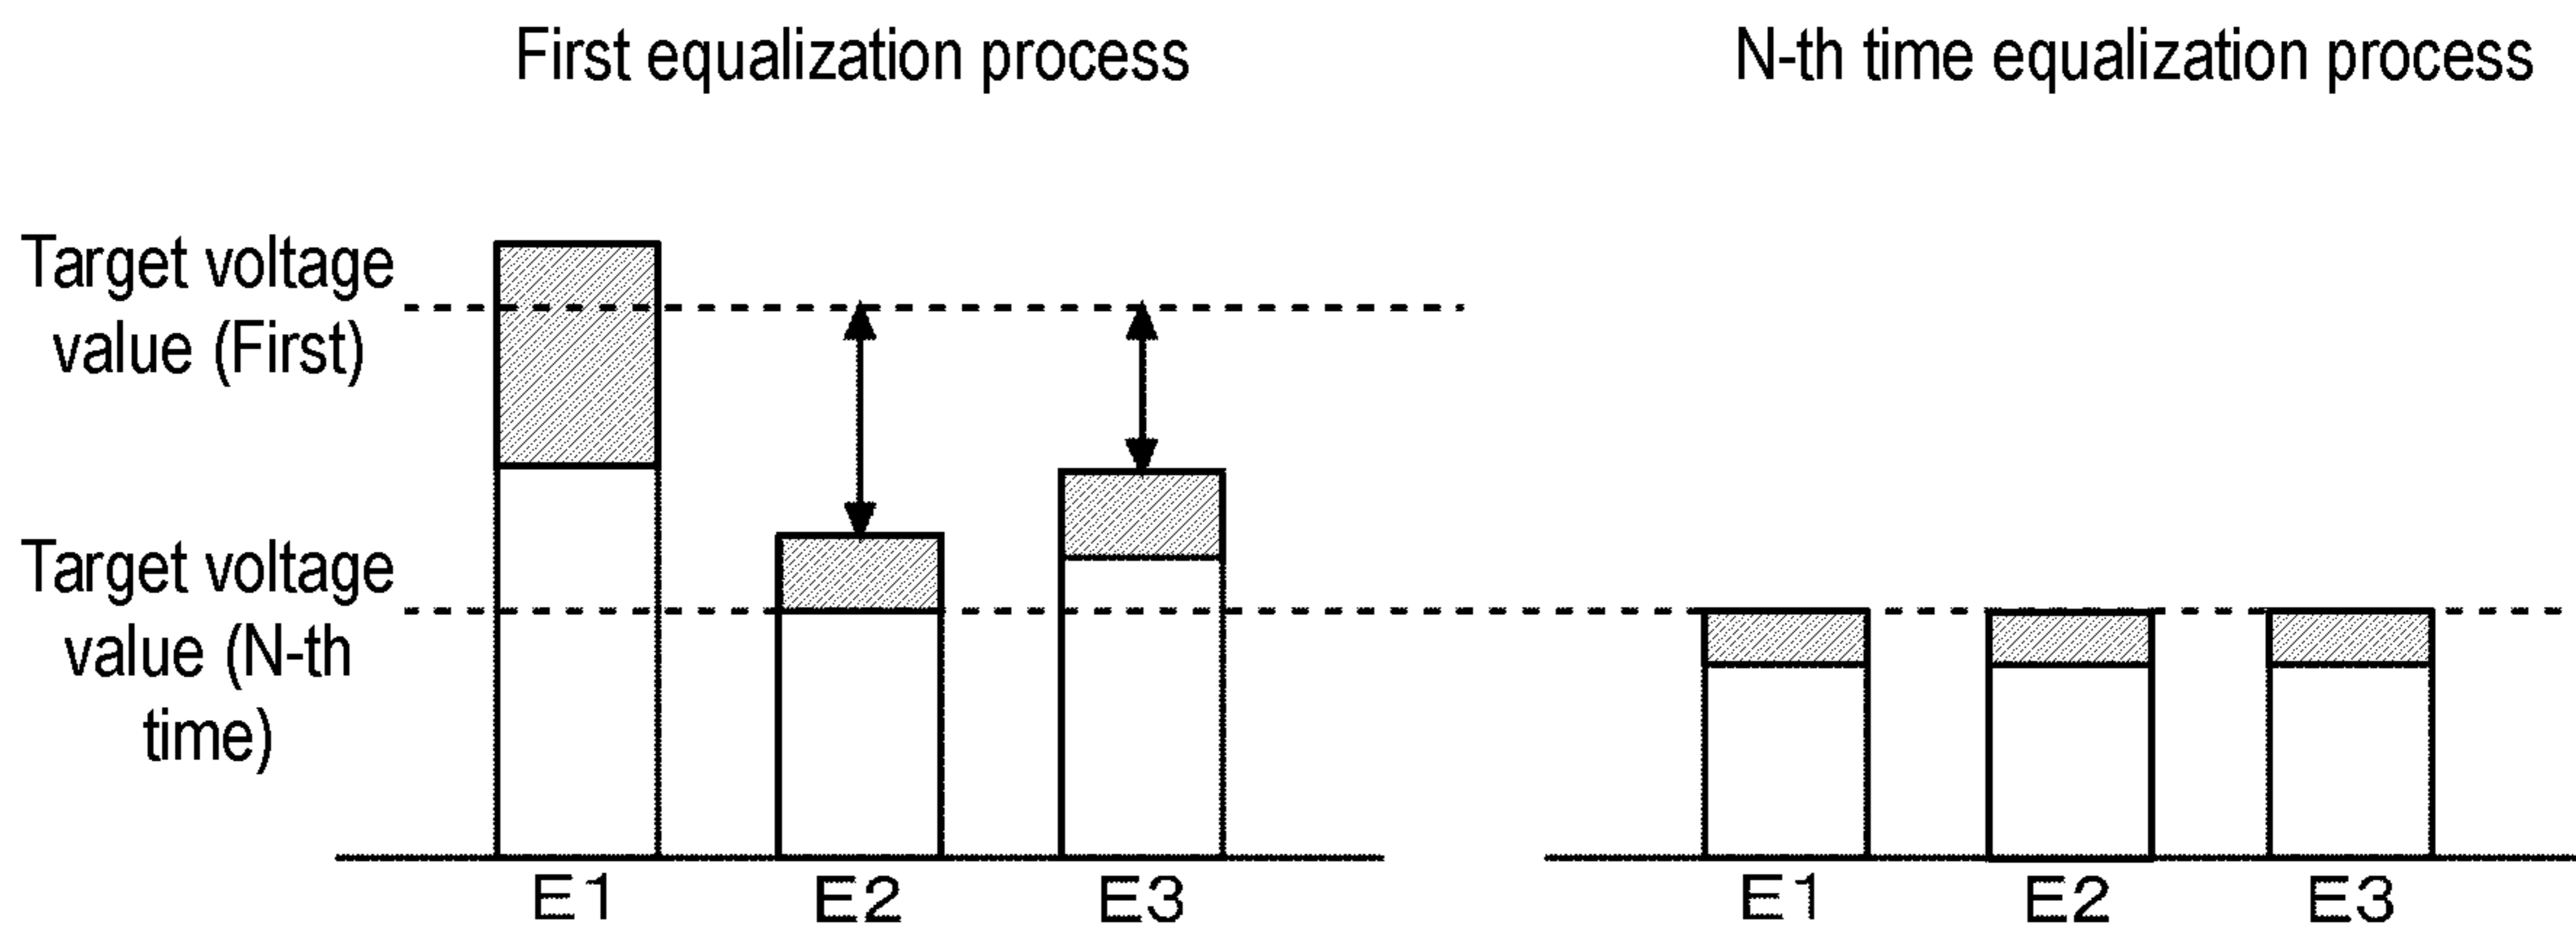 First equalization process
N-th time equalization process
Target voltage
value (First)
Target voltage
value (N-th
time)
E1
E2
E3
E1
E2
E3